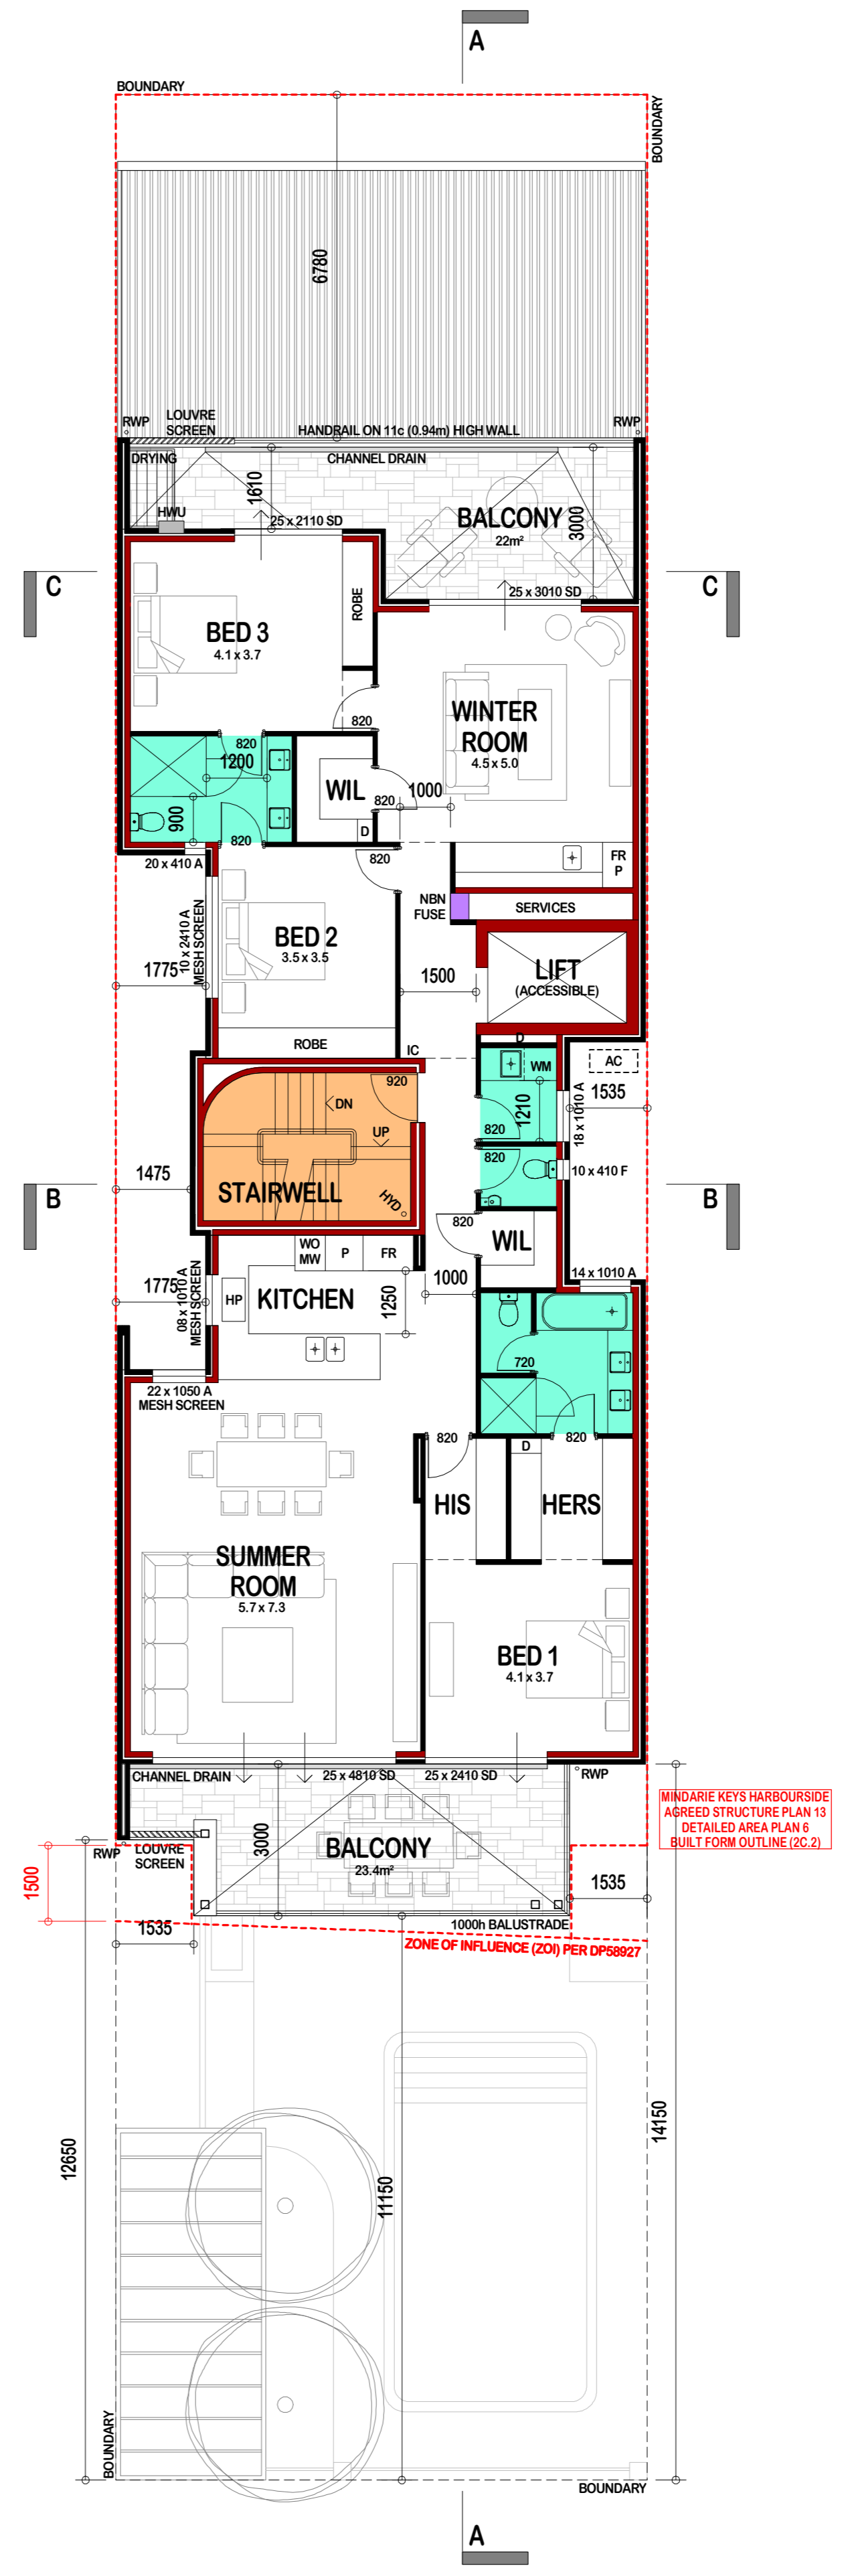 A
BOUNDARY
BOUNDARY
6780
RWP
LOUVRE
SCREEN
HANDRAIL ON 11c (0.94m) HIGH WALL
RWP
DRYING
CHANNEL DRAIN
1610
HWU
25 x 2110 SD
BALCONY
22m²
3000
C
C
25 x 3010 SD
ROBE
BED 3
4.1 x 3.7
WINTER
ROOM
4.5 x 5.0
820
820
1200
WIL
820
1000
900
D
820
820
20 x 410 A
FR
P
NBN
FUSE
SERVICES
10 x 2410 A
MESH SCREEN
BED 2
3.5 x 3.5
LIFT
(ACCESSIBLE)
1775
1500
ROBE
IC
D
AC
WM
920
DN
1210
18 x 1010 A
1535
UP
820
820
10 x 410 F
B
1475
STAIRWELL
HYD
B
820
WIL
WO
MW
P
FR
14 x 1010 A
1775
08 x 1010 A
MESH SCREEN
HP
KITCHEN
1250
1000
720
22 x 1050 A
MESH SCREEN
820
820
D
HIS
HERS
SUMMER
ROOM
5.7 x 7.3
BED 1
4.1 x 3.7
CHANNEL DRAIN
25 x 4810 SD
25 x 2410 SD
RWP
MINDARIE KEYS HARBOURSIDE
AGREED STRUCTURE PLAN 13
DETAILED AREA PLAN 6
BUILT FORM OUTLINE (2C.2)
3000
BALCONY
23.4m²
RWP
LOUVRE
SCREEN
1500
1535
1535
1000h BALUSTRADE
ZONE OF INFLUENCE (ZOI) PER DP58927
12650
11150
14150
BOUNDARY
BOUNDARY
A